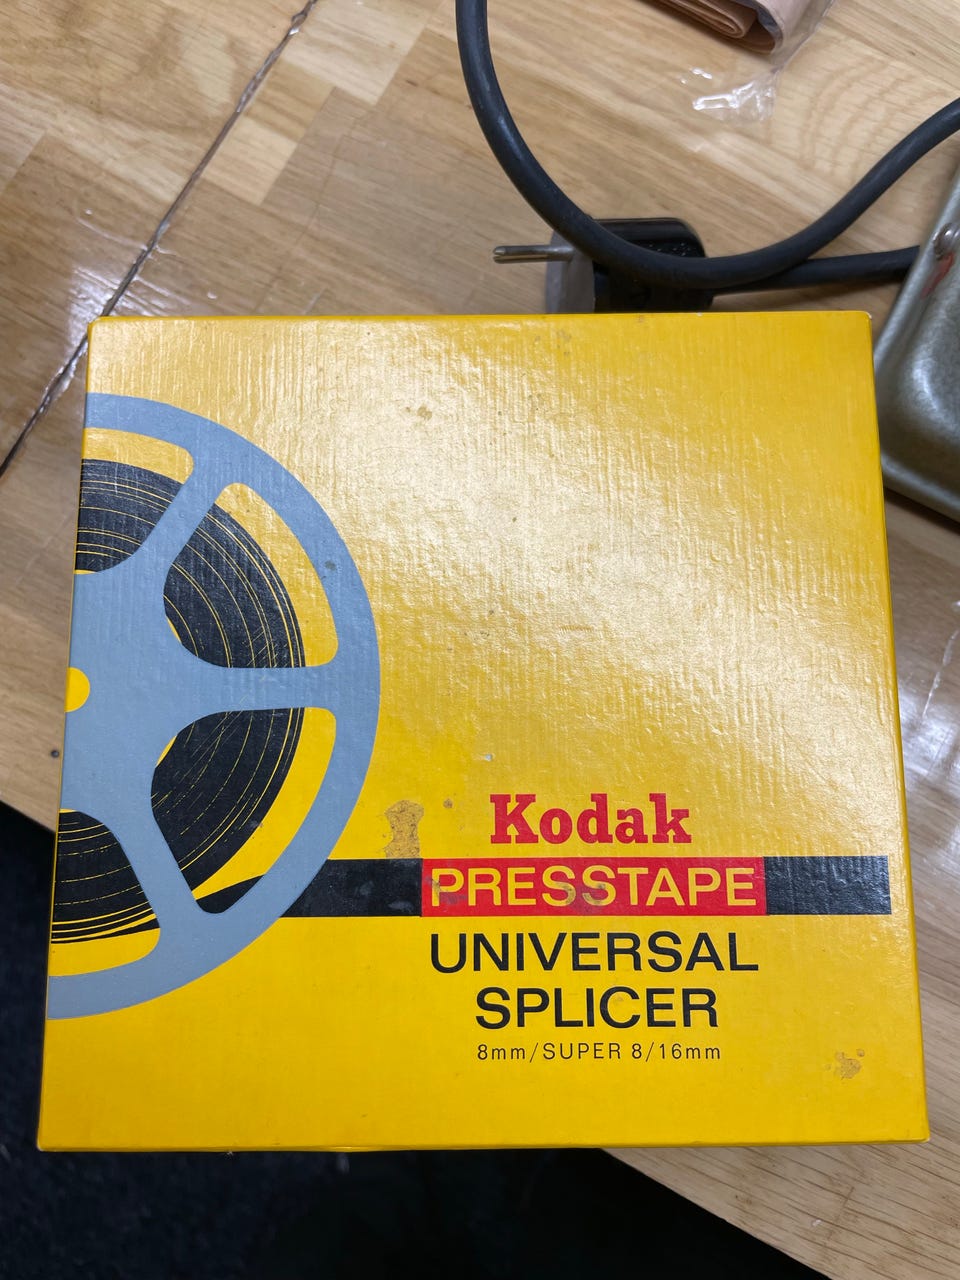 Kodak
PRESSTAPE
UNIVERSAL
SPLICER
8mm/SUPER 8/16mm